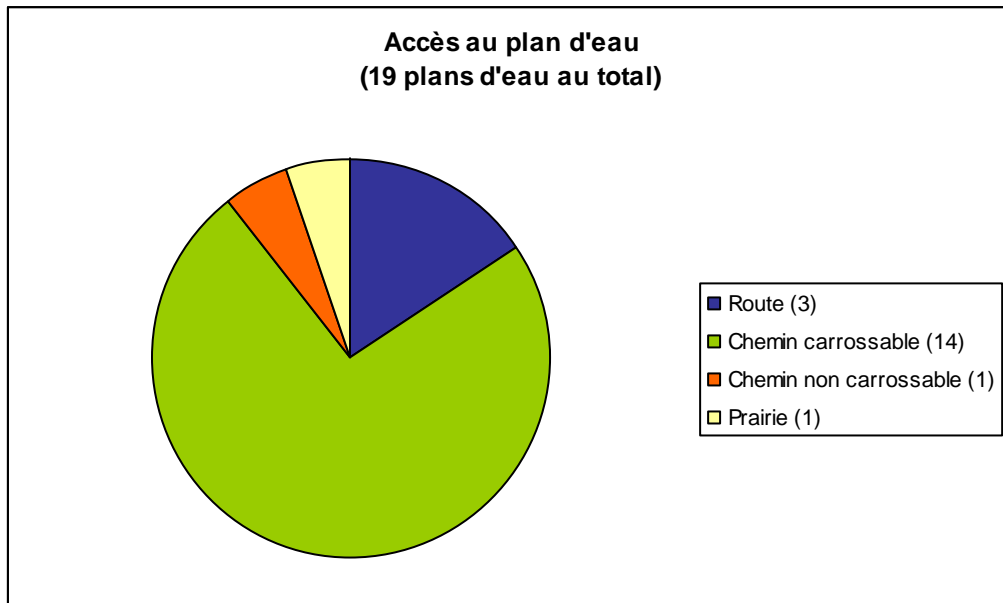 Accès au plan d'eau
(19 plans d'eau au total)
Route (3)
Chemin carrossable (14)
Chemin non carrossable (1)
Prairie (1)